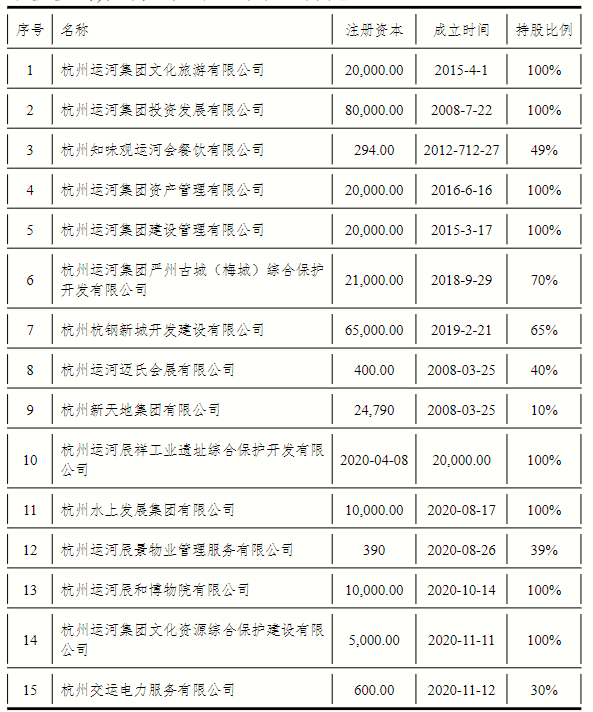 序号 名称 注册资本 成立时间 持股比例
1 杭州运河集团文化旅游有限公司 20,000.00 2015-4-1 100%
2 杭州运河集团投资发展有限公司 80,000.00 2008-7-22 100%
3 杭州知味观运河会餐饮有限公司 294.00 2012-712-27 49%
4 杭州运河集团资产管理有限公司 20,000.00 2016-6-16 100%
5 杭州运河集团建设管理有限公司 20,000.00 2015-3-17 100%
6 杭州运河集团严州古城（梅城）综合保护 21,000.00 2018-9-29 70%
开发有限公司
7 杭州杭钢新城开发建设有限公司 65,000.00 2019-2-21 65%
8 杭州运河迈氏会展有限公司 400.00 2008-03-25 40%
9 杭州新天地集团有限公司 24,790 2008-03-25 10%
10 杭州运河辰祥工业遗址综合保护开发有限 2020-04-08 20,000.00 100%
公司
11 杭州水上发展集团有限公司 10,000.00 2020-08-17 100%
12 杭州运河辰景物业管理服务有限公司 390 2020-08-26 39%
13 杭州运河辰和博物院有限公司 10,000.00 2020-10-14 100%
14 杭州运河集团文化资源综合保护建设有限 5,000.00 2020-11-11 100%
公司
15 杭州交运电力服务有限公司 600.00 2020-11-12 30%